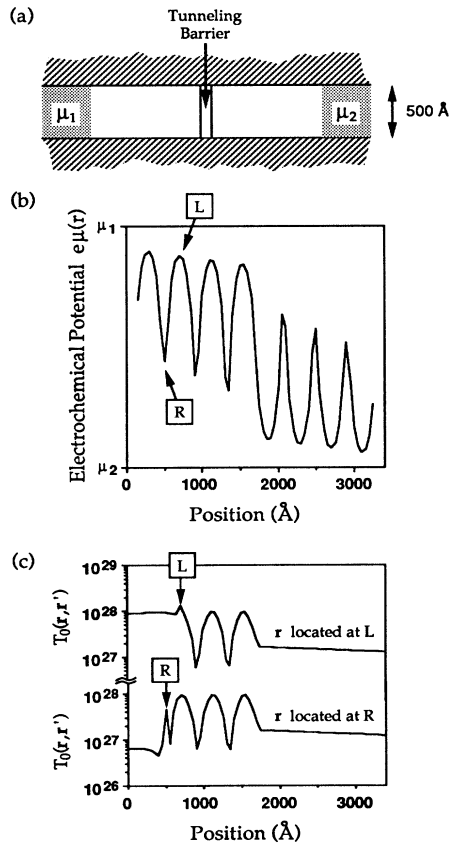 (a)
Tunneling
Barrier
μ1
μ2
500 Å
(b)
Electrochemical Potential eμ(r)
μ1
μ2
L
R
0 1000 2000 3000
Position (Å)
(c)
T0(r,r')
10^29
10^28
10^27
L
r located at L
T0(r,r')
10^28
10^27
10^26
R
r located at R
0 1000 2000 3000
Position (Å)